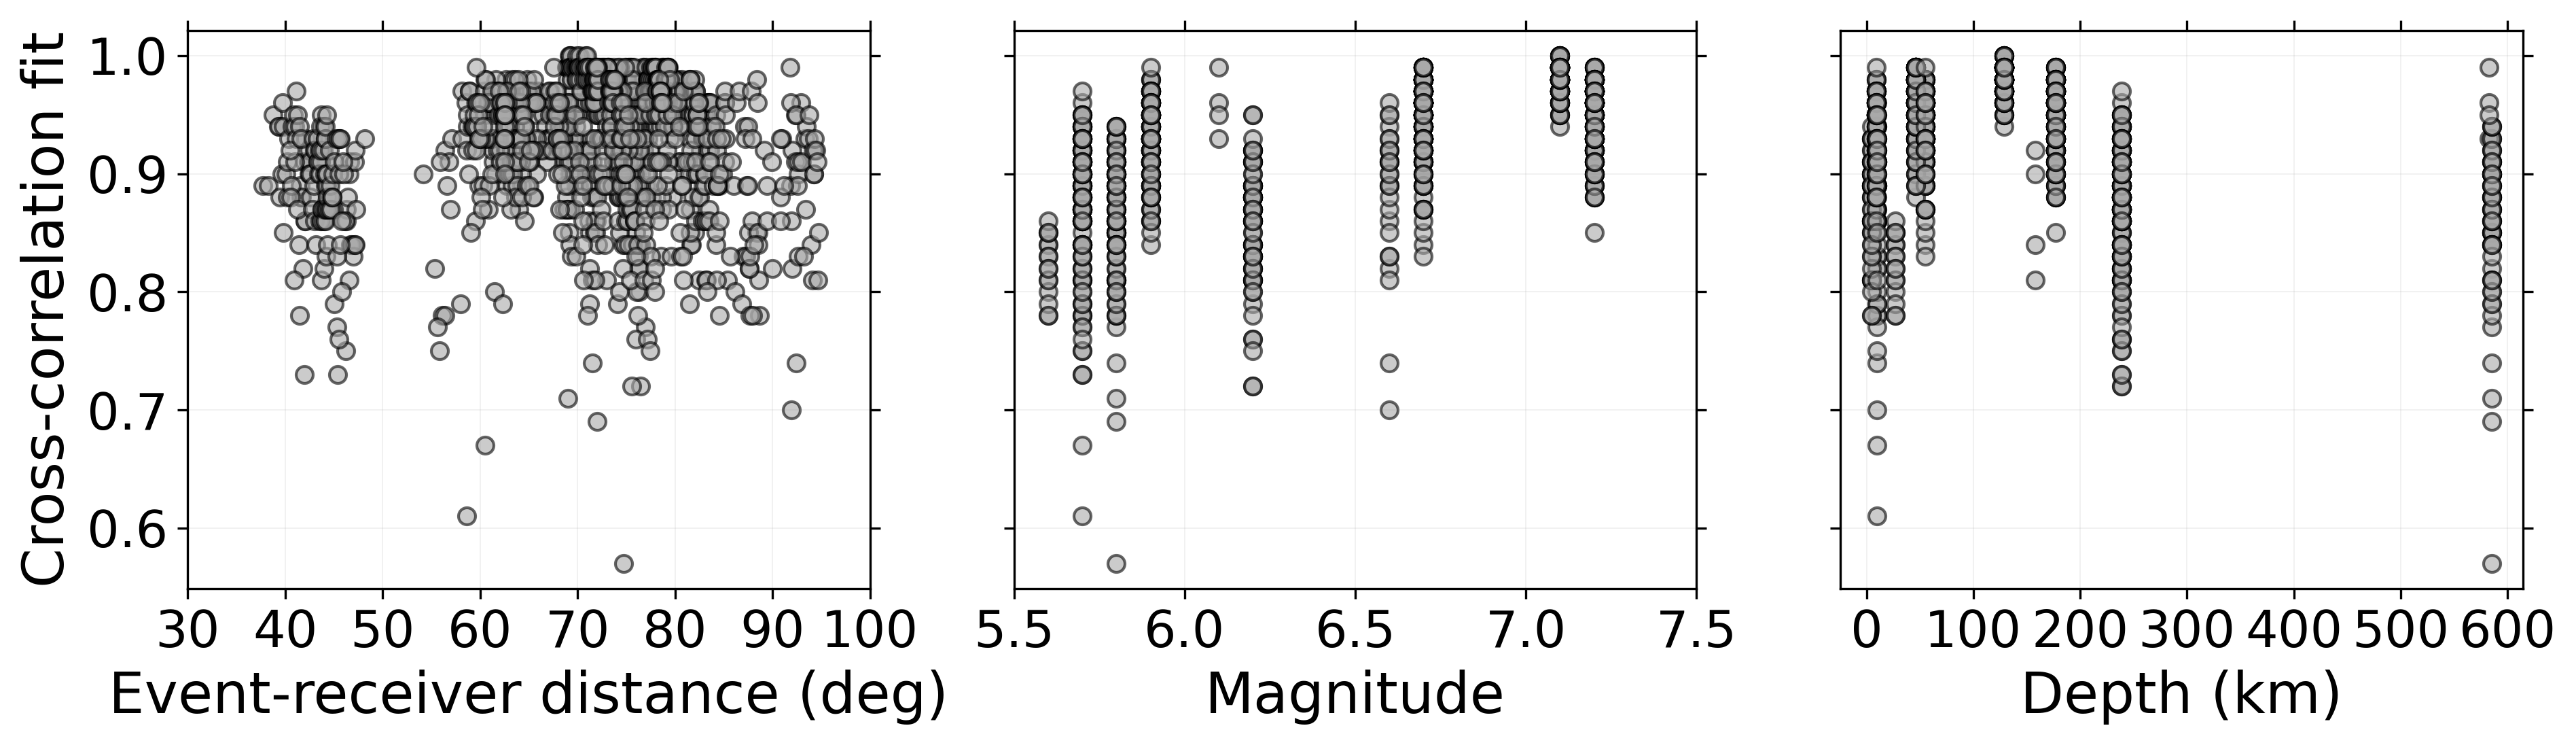 Cross-correlation fit
1.0
0.9
0.8
0.7
0.6
30 40 50 60 70 80 90 100
Event-receiver distance (deg)
5.5 6.0 6.5 7.0 7.5
Magnitude
0 100 200 300 400 500 600
Depth (km)